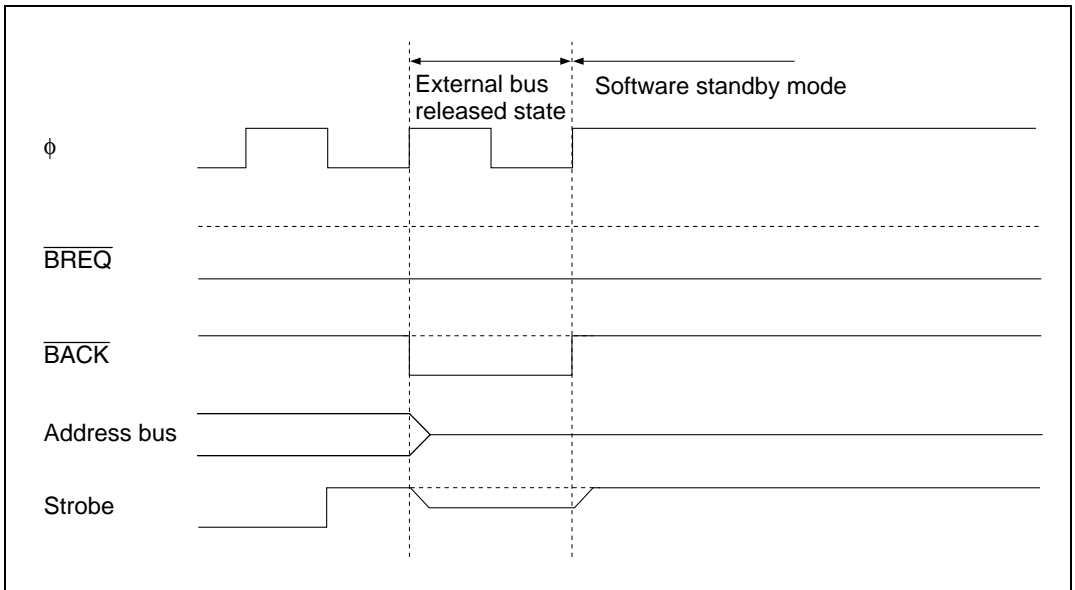 External bus
released state
Software standby mode
φ
BREQ
BACK
Address bus
Strobe